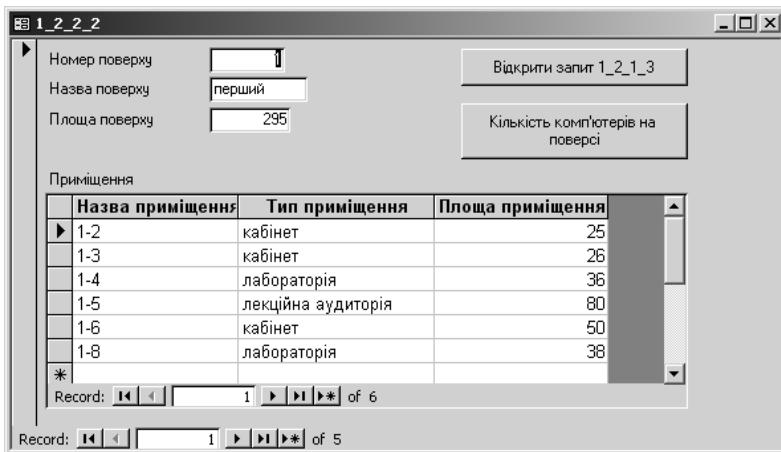 1_2_2_2
Номер поверху 1
Відкрити запит 1_2_1_3
Назва поверху перший
Площа поверху 295
Кількість комп'ютерів на
поверсі
Приміщення
Назва приміщення Тип приміщення Площа приміщення
1-2 кабінет 25
1-3 кабінет 26
1-4 лабораторія 36
1-5 лекційна аудиторія 80
1-6 кабінет 50
1-8 лабораторія 38
Record: 1 of 6
Record: 1 of 5